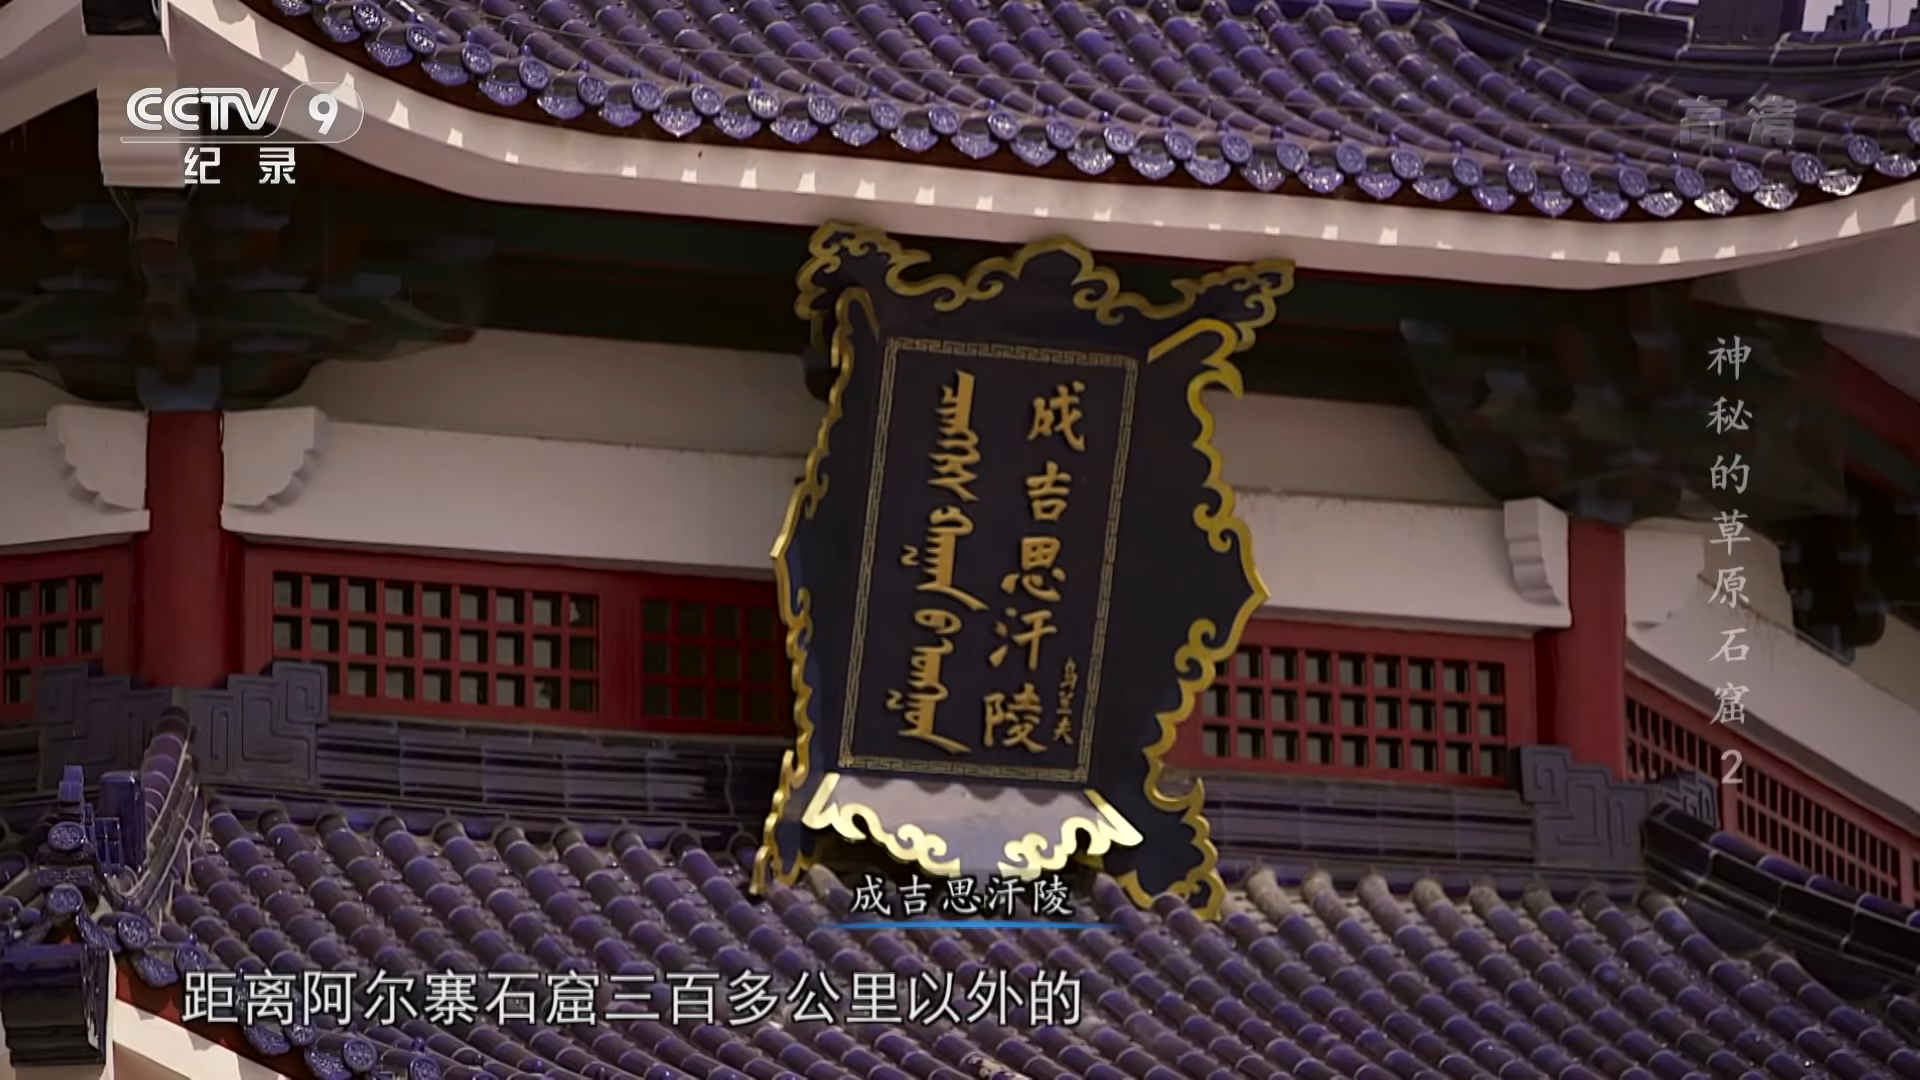 CCTV 9
纪录
高清
神秘的草原石窟 2
成吉思汗陵
乌兰夫
成吉思汗陵
距离阿尔寨石窟三百多公里以外的